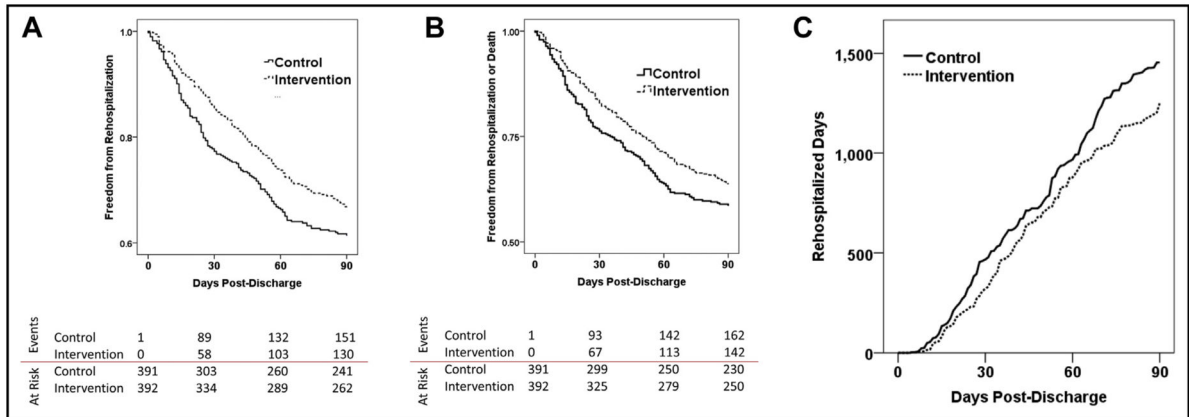 A
Freedom from Rehospitalization
1.0
0.8
0.6
Control
Intervention
...
0 30 60 90
Days Post-Discharge
Events
Control 1 89 132 151
Intervention 0 58 103 130
At Risk
Control 391 303 260 241
Intervention 392 334 289 262
B
Freedom from Rehospitalization or Death
1.00
0.75
0.50
Control
Intervention
0 30 60 90
Days Post-Discharge
Events
Control 1 93 142 162
Intervention 0 67 113 142
At Risk
Control 391 299 250 230
Intervention 392 325 279 250
C
Rehospitalized Days
1,500
1,000
500
0
Control
Intervention
0 30 60 90
Days Post-Discharge